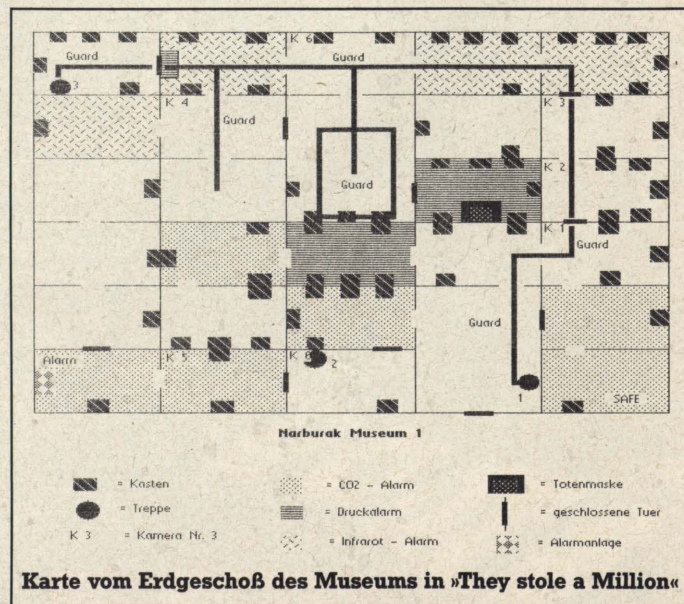 K 6
Guard
Guard
3
K 4
K 3
Guard
K 2
Guard
K 1
Guard
Guard
Alarm
K 5
K 8
2
1
SAFE
Narburak Museum 1
= Kasten
= CO2 - Alarm
= Totenmaske
= Treppe
= Druckalarm
= geschlossene Tuer
K 3 = Kamera Nr. 3
= Infrarot - Alarm
= Alarmanlage
Karte vom Erdgeschoß des Museums in »They stole a Million«